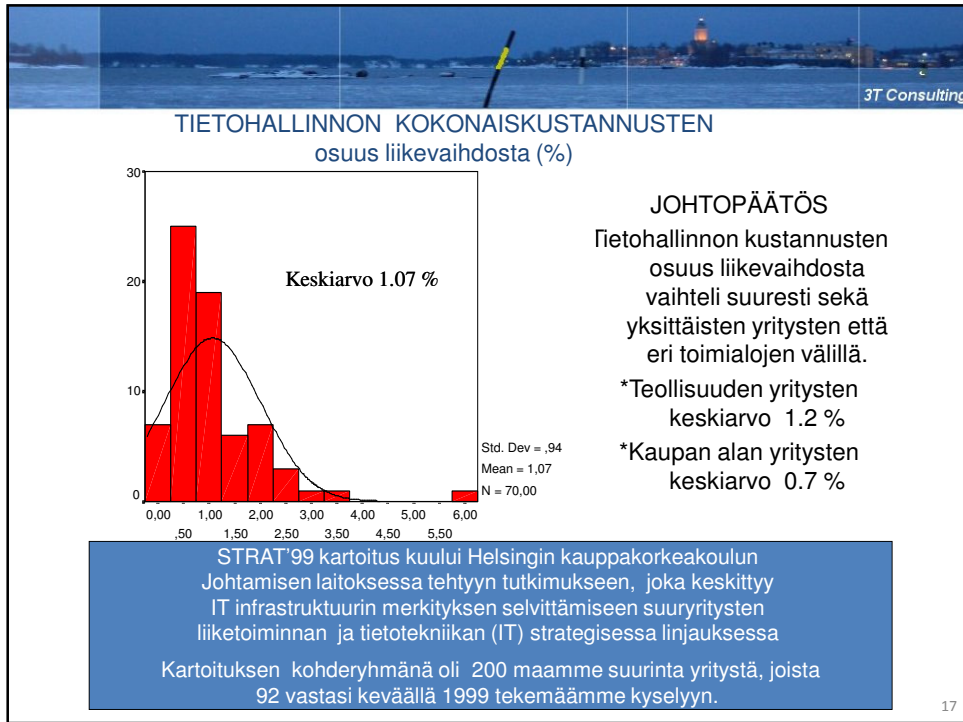 3T Consulting
TIETOHALLINNON KOKONAISKUSTANNUSTEN
osuus liikevaihdosta (%)
30
20
10
0
Keskiarvo 1.07 %
Std. Dev = ,94
Mean = 1,07
N = 70,00
0,00 1,00 2,00 3,00 4,00 5,00 6,00
,50 1,50 2,50 3,50 4,50 5,50
JOHTOPÄÄTÖS
Tietohallinnon kustannusten
osuus liikevaihdosta
vaihteli suuresti sekä
yksittäisten yritysten että
eri toimialojen välillä.
*Teollisuuden yritysten
keskiarvo 1.2 %
*Kaupan alan yritysten
keskiarvo 0.7 %
STRAT'99 kartoitus kuului Helsingin kauppakorkeakoulun
Johtamisen laitoksessa tehtyyn tutkimukseen, joka keskittyy
IT infrastruktuurin merkityksen selvittämiseen suuryritysten
liiketoiminnan ja tietotekniikan (IT) strategisessa linjauksessa
Kartoituksen kohderyhmänä oli 200 maamme suurinta yritystä, joista
92 vastasi keväällä 1999 tekemäämme kyselyyn.
17